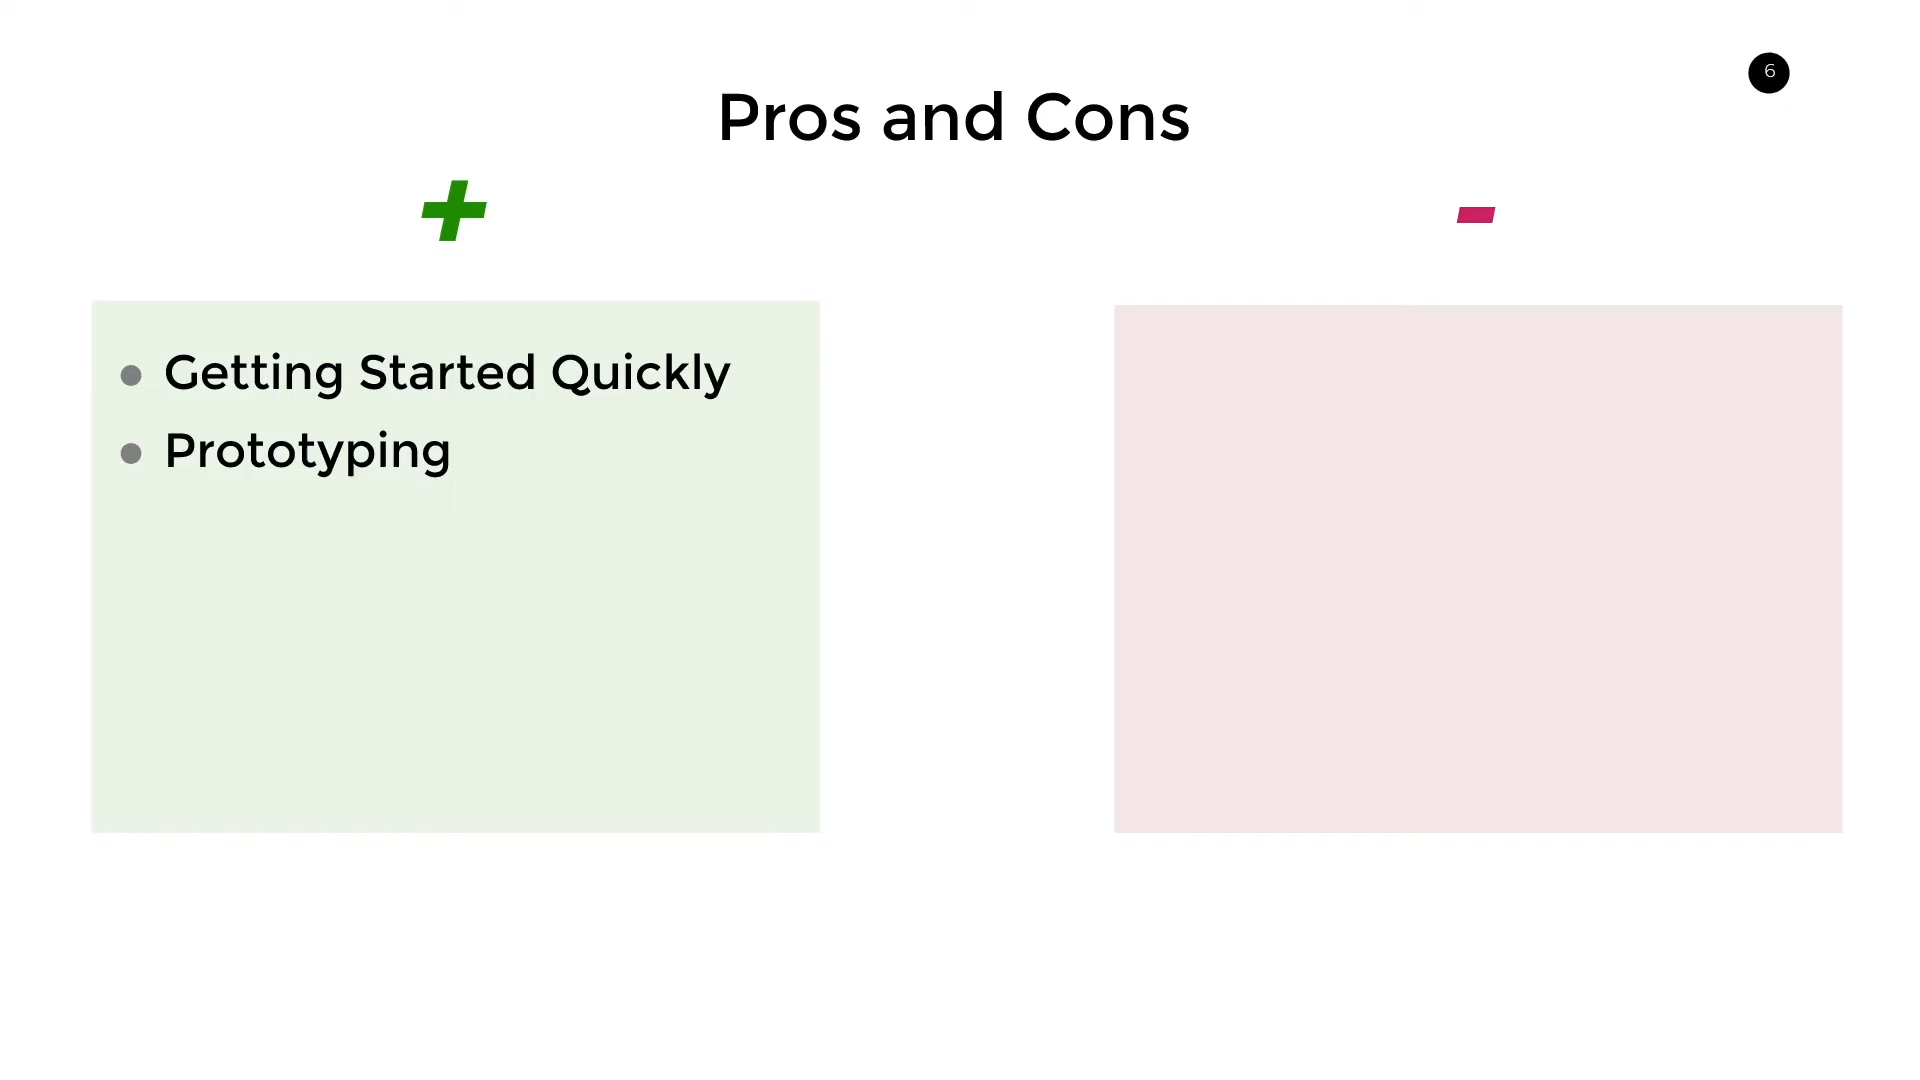 6
Pros and Cons
+
-
Getting Started Quickly
Prototyping